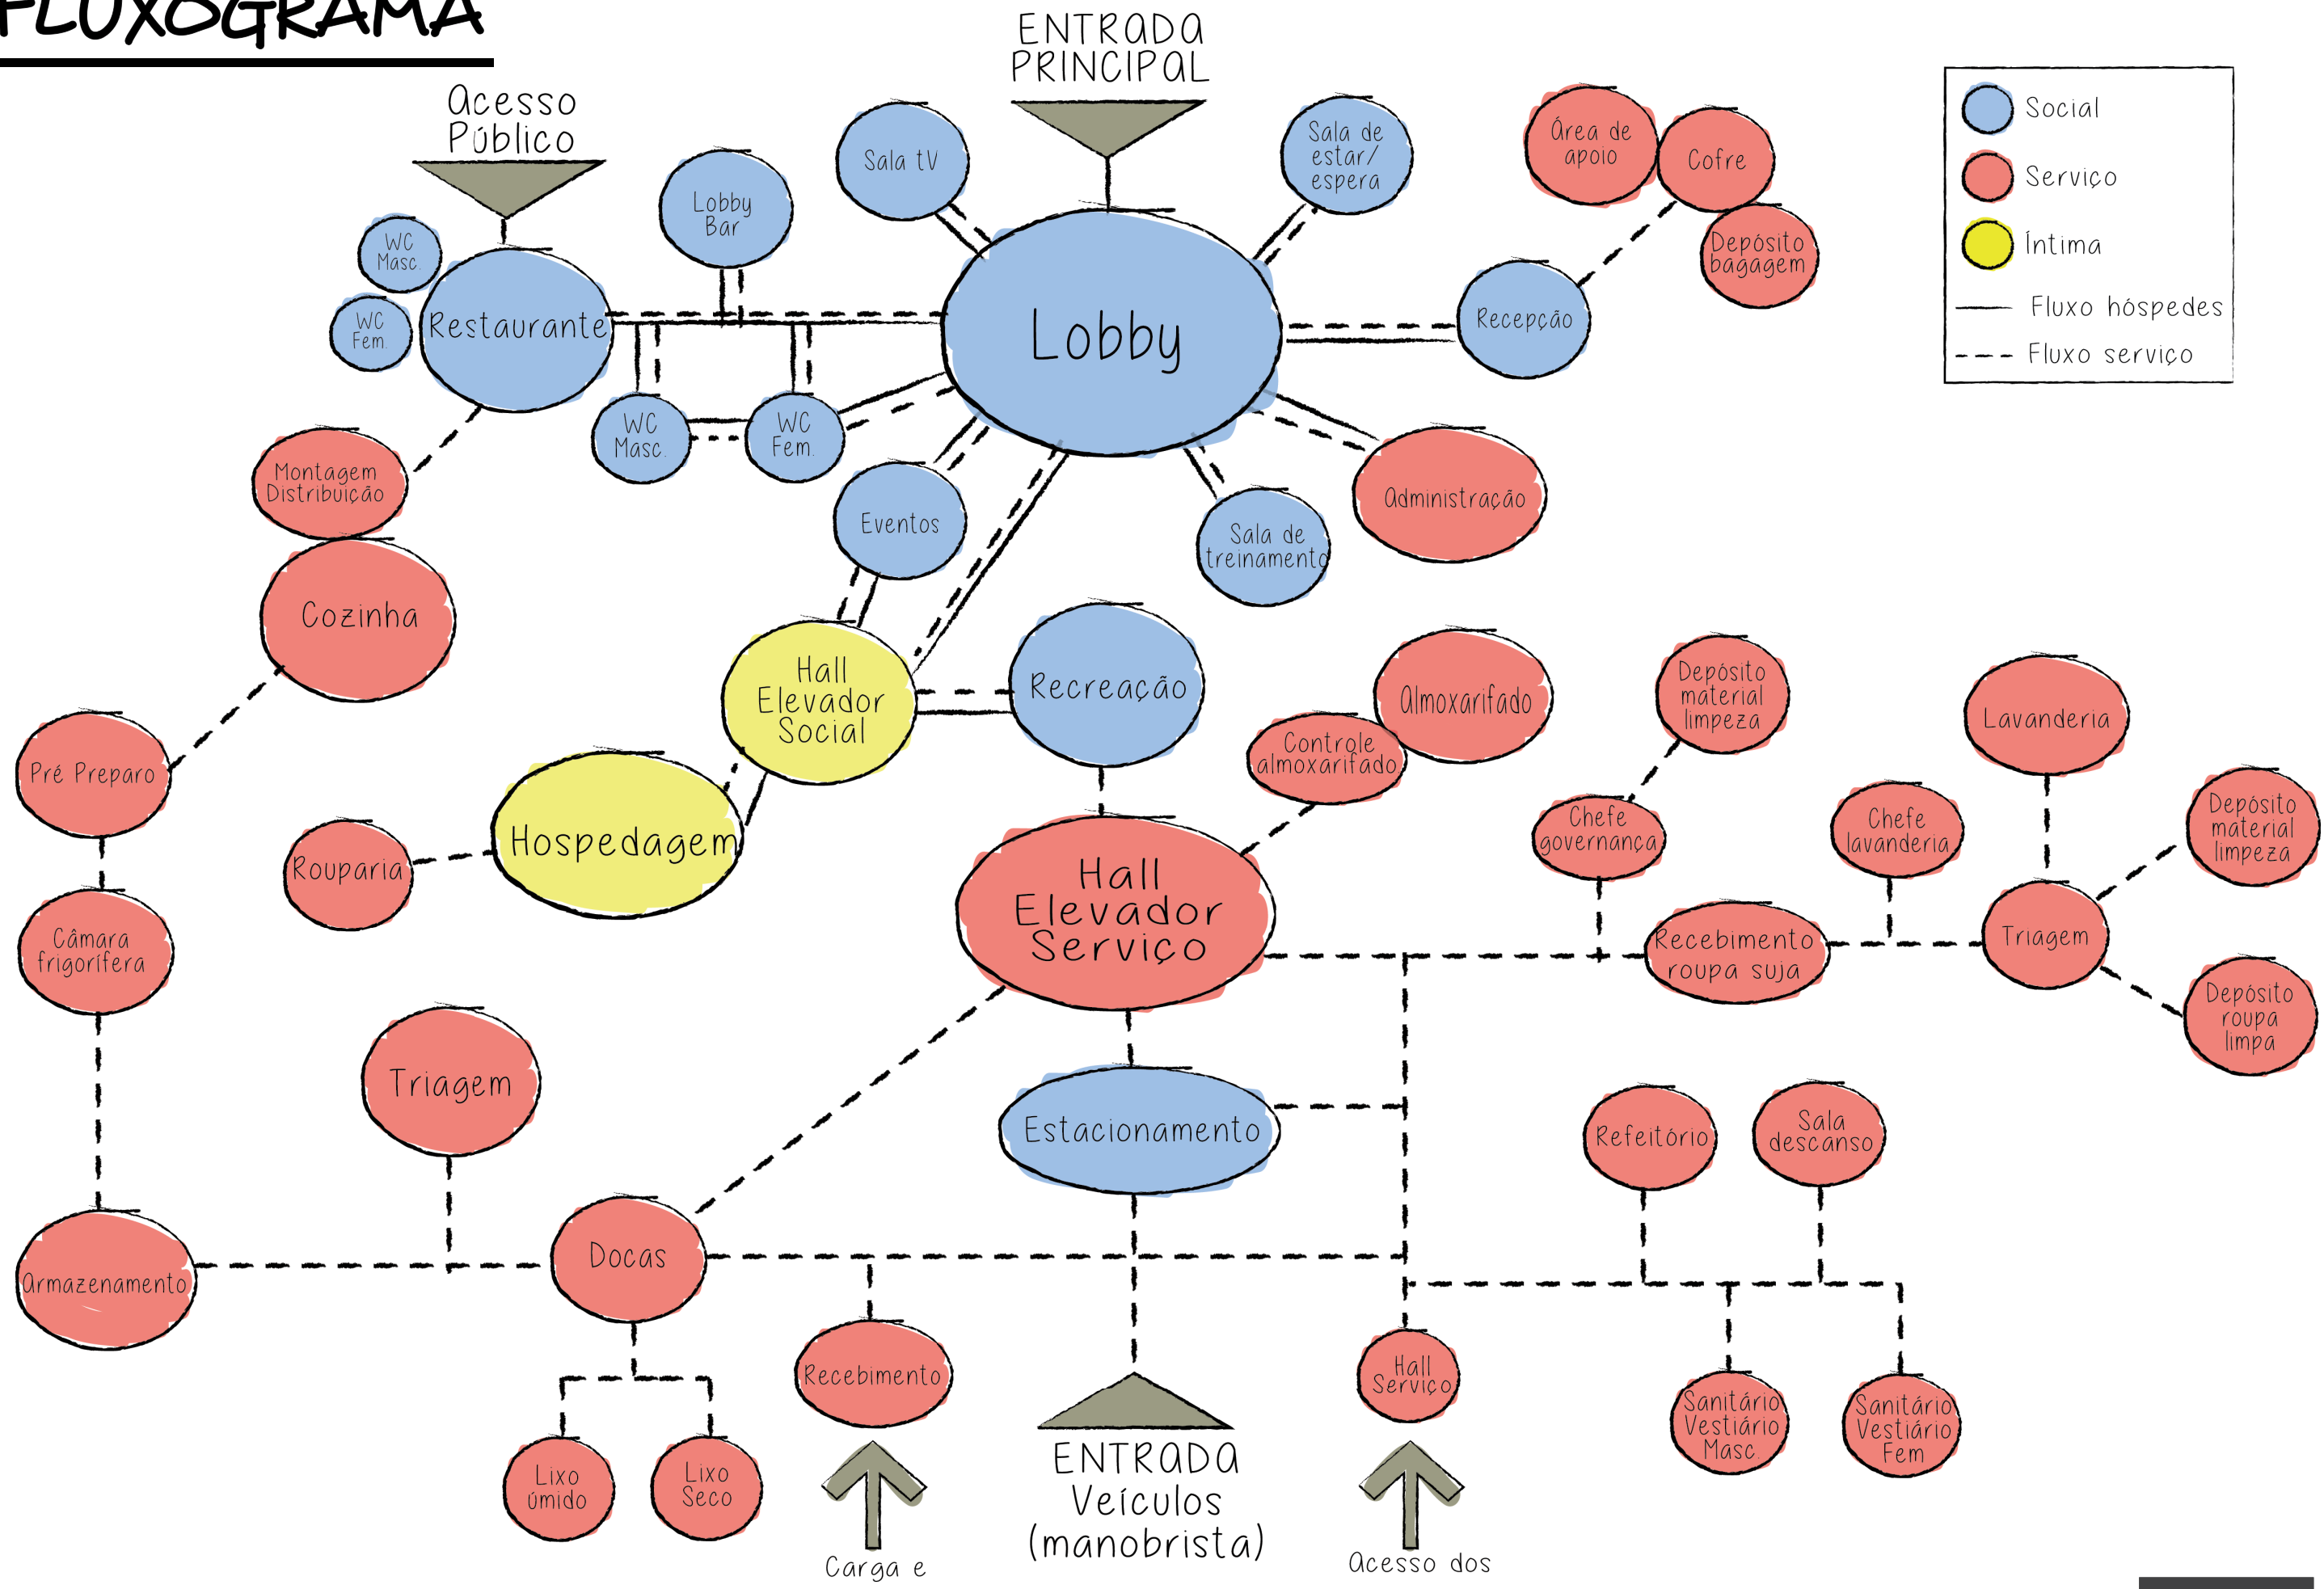 FLUXOGRAMA
ENTRADA
PRINCIPAL
Acesso
Público
Social
Serviço
Íntima
Fluxo hóspedes
Fluxo serviço
Sala tV
Sala de
estar/
espera
Área de
apoio
Cofre
Depósito
bagagem
Lobby
Bar
WC
Masc.
WC
Fem.
Restaurante
Lobby
Recepção
WC
Masc.
WC
Fem.
Montagem
Distribuição
Eventos
Sala de
treinamento
Administração
Cozinha
Hall
Elevador
Social
Recreação
Almoxarifado
Controle
almoxarifado
Depósito
material
limpeza
Lavanderia
Pré Preparo
Rouparia
Hospedagem
Chefe
governança
Chefe
lavanderia
Depósito
material
limpeza
Hall
Elevador
Serviço
Câmara
frigorífera
Recebimento
roupa suja
Triagem
Depósito
roupa
limpa
Triagem
Estacionamento
Refeitório
Sala
descanso
Armazenamento
Docas
Recebimento
Hall
Serviço
Sanitário
Vestiário
Masc.
Sanitário
Vestiário
Fem
Lixo
úmido
Lixo
Seco
ENTRADA
Veículos
(manobrista)
Carga e
Acesso dos